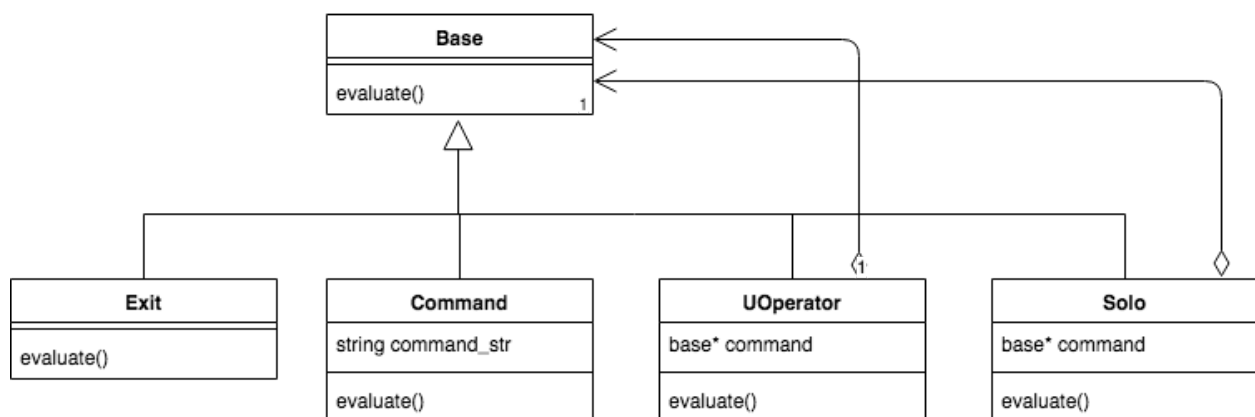 Base
evaluate()
1
1
Exit
Command
UOperator
Solo
string command_str
base* command
base* command
evaluate()
evaluate()
evaluate()
evaluate()